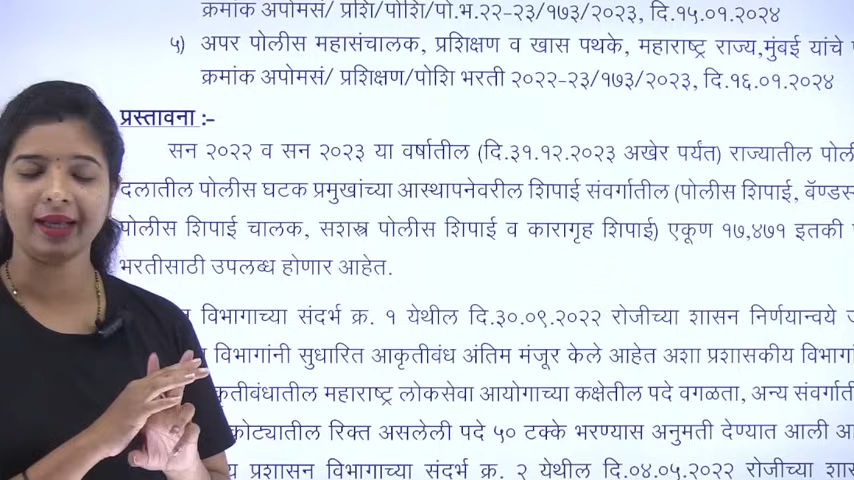 क्रमांक अपोमसं/ प्रशि/पोशि/पो.भ.२२-२३/१७३/२०२३, दि.१५.०१.२०२४
५) अपर पोलीस महासंचालक, प्रशिक्षण व खास पथके, महाराष्ट्र राज्य,मुंबई यांचे
क्रमांक अपोमसं/ प्रशिक्षण/पोशि भरती २०२२-२३/१७३/२०२३, दि.१६.०१.२०२४
प्रस्तावना :-
सन २०२२ व सन २०२३ या वर्षातील (दि.३१.१२.२०२३ अखेर पर्यंत) राज्यातील
दलातील पोलीस घटक प्रमुखांच्या आस्थापनेवरील शिपाई संवर्गातील (पोलीस शिपाई,
पोलीस शिपाई चालक, सशस्त्र पोलीस शिपाई व कारागृह शिपाई) एकूण १७,४७१ इतकी
भरतीसाठी उपलब्ध होणार आहेत.
विभागाच्या संदर्भ क्र. १ येथील दि.३०.०९.२०२२ रोजीच्या शासन निर्णयान्वये
विभागांनी सुधारित आकृतीबंध अंतिम मंजूर केले आहेत अशा प्रशासकीय
कृतीबंधातील महाराष्ट्र लोकसेवा आयोगाच्या कक्षेतील पदे वगळता, अन्य
कोट्यातील रिक्त असलेली पदे ५० टक्के भरण्यास अनुमती देण्यात आली
प्रशासन विभागाच्या संदर्भ क्र. २ येथील दि.०४.०५.२०२२ रोजीच्या